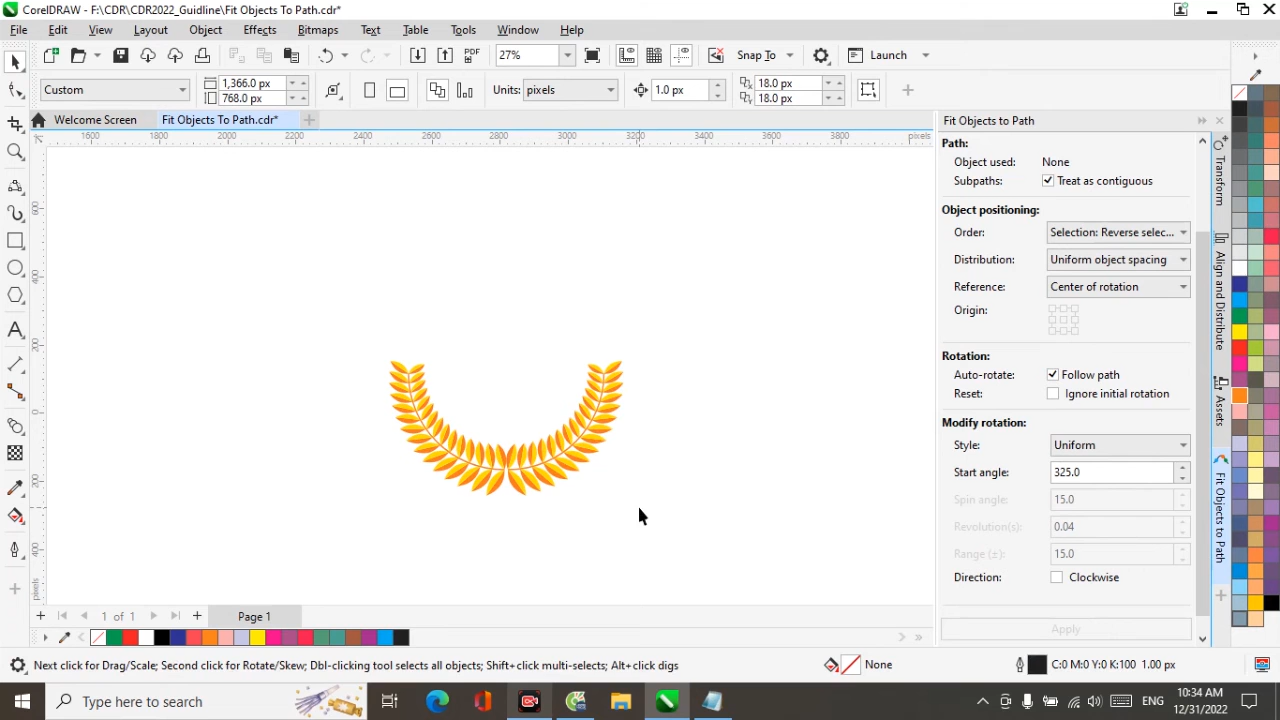 CorelDRAW - F:\CDR\CDR2022_Guidline\Fit Objects To Path.cdr*
File Edit View Layout Object Effects Bitmaps Text Table Tools Window Help
PDF 27% Snap To Launch
Custom 1,366.0 px 768.0 px Units: pixels 1.0 px 18.0 px 18.0 px
Welcome Screen Fit Objects To Path.cdr*
1600 1800 2000 2200 2400 2600 2800 3000 3200 3400 3600 3800 pixels
600
400
200
0
200
400
pixels
Fit Objects to Path
Path:
Object used: None
Subpaths: Treat as contiguous
Object positioning:
Order: Selection: Reverse selec...
Distribution: Uniform object spacing
Reference: Center of rotation
Origin:
Rotation:
Auto-rotate: Follow path
Reset: Ignore initial rotation
Modify rotation:
Style: Uniform
Start angle: 325.0
Spin angle: 15.0
Revolution(s): 0.04
Range (±): 15.0
Direction: Clockwise
Apply
Transform
Align and Distribute
Assets
Fit Objects to Path
1 of 1 Page 1
Next click for Drag/Scale; Second click for Rotate/Skew; Dbl-clicking tool selects all objects; Shift+click multi-selects; Alt+click digs
None C:0 M:0 Y:0 K:100 1.00 px
Type here to search
ENG
10:34 AM
12/31/2022